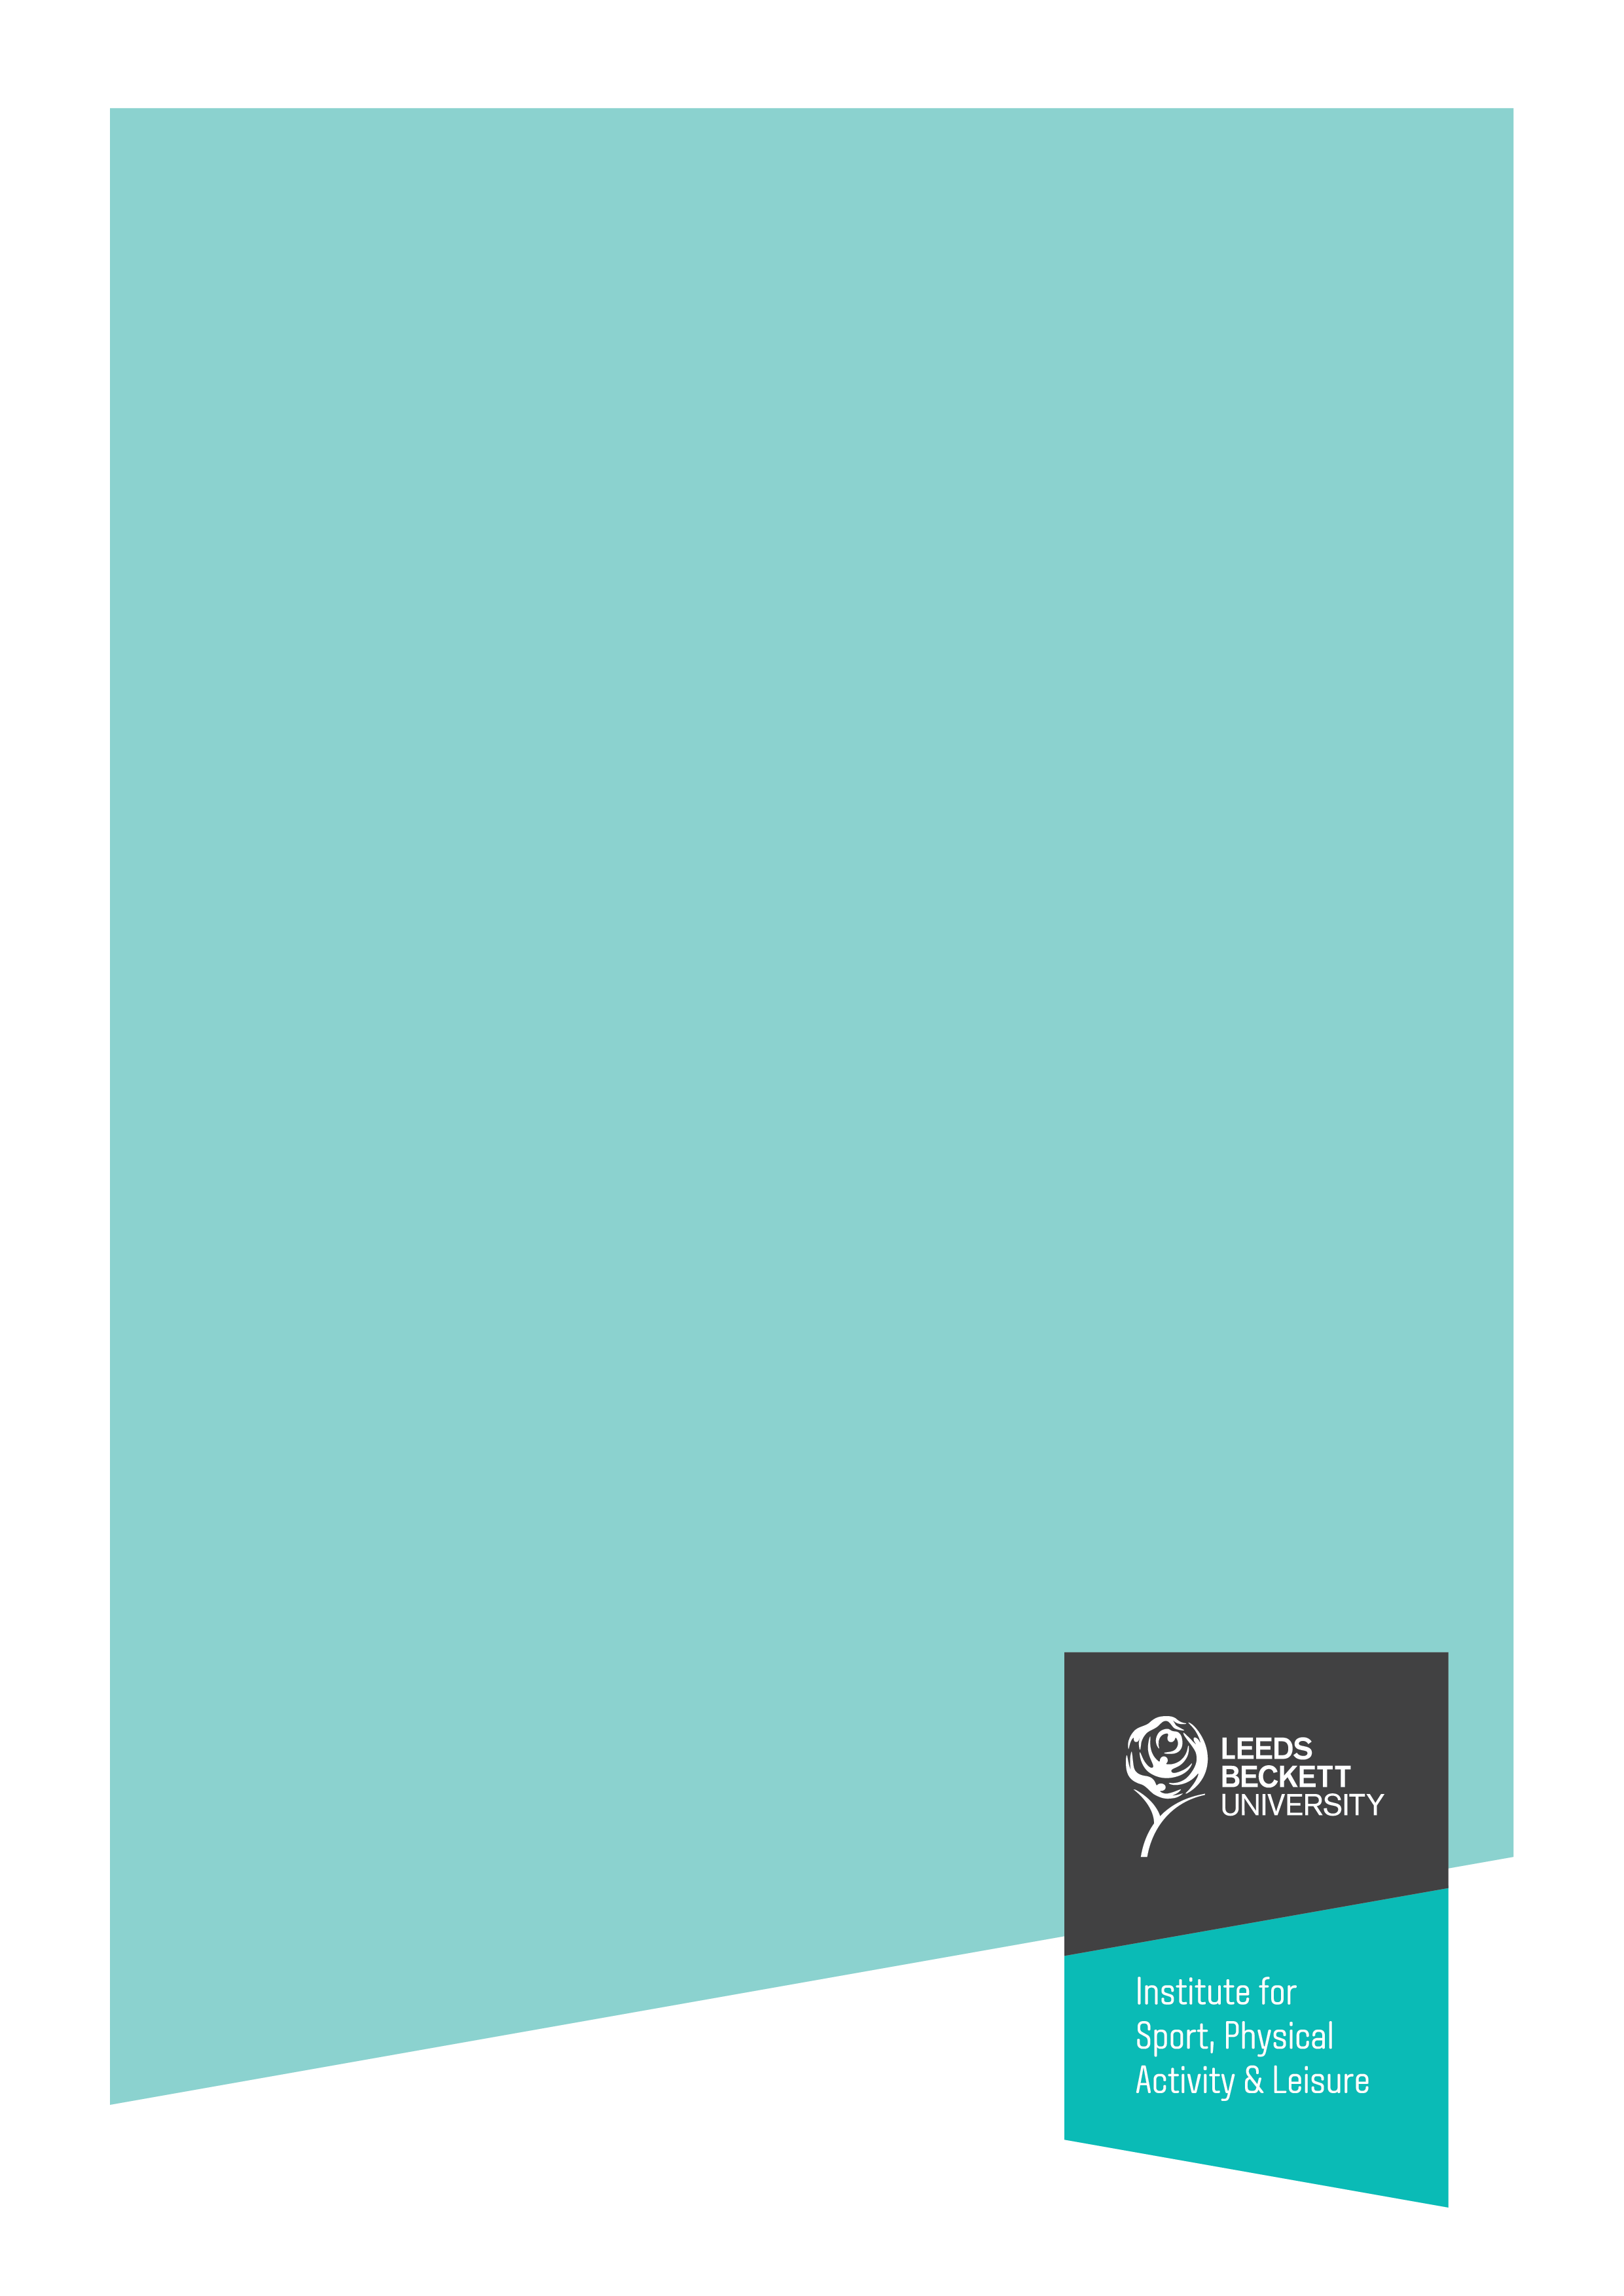 LEEDS
BECKETT
UNIVERSITY
Institute for
Sport, Physical
Activity & Leisure